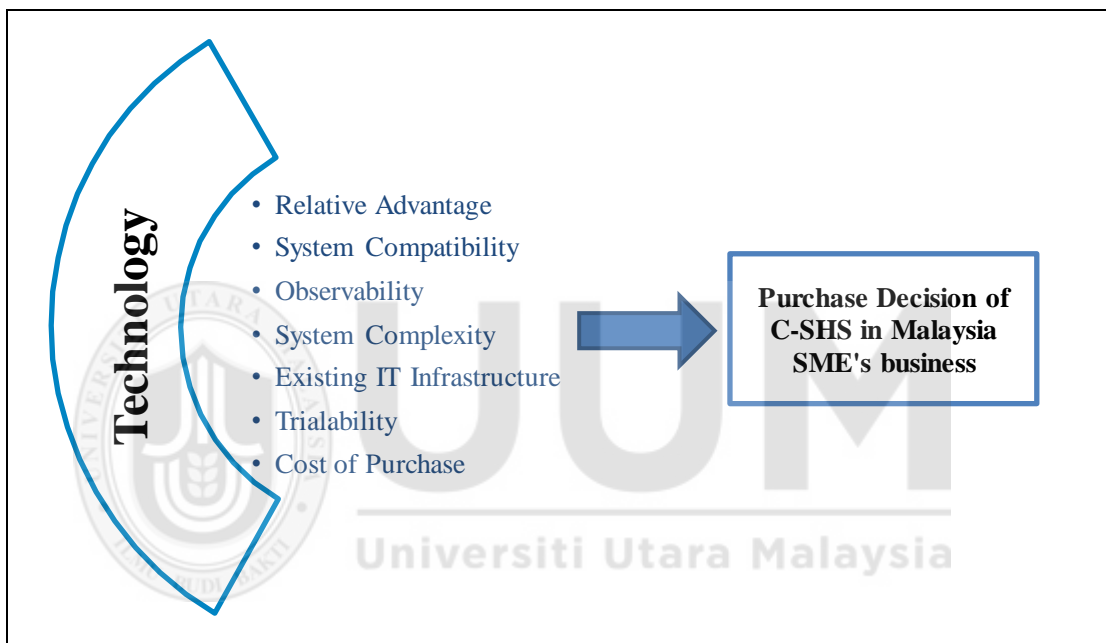 Technology
• Relative Advantage
• System Compatibility
• Observability
• System Complexity
• Existing IT Infrastructure
• Trialability
• Cost of Purchase
Purchase Decision of
C-SHS in Malaysia
SME's business
UUM
Universiti Utara Malaysia